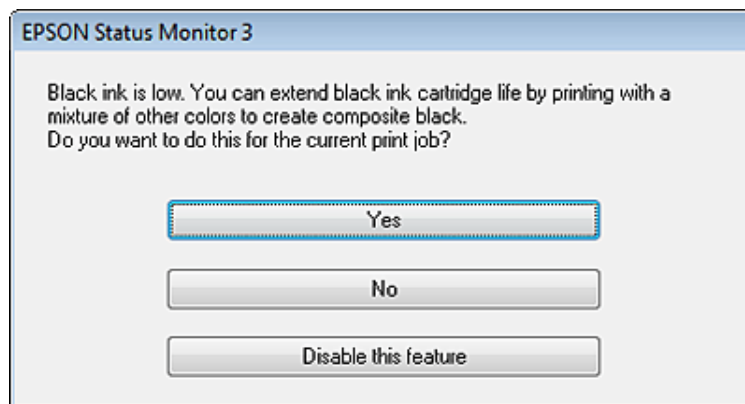 EPSON Status Monitor 3
Black ink is low. You can extend black ink cartridge life by printing with a
mixture of other colors to create composite black.
Do you want to do this for the current print job?
Yes
No
Disable this feature